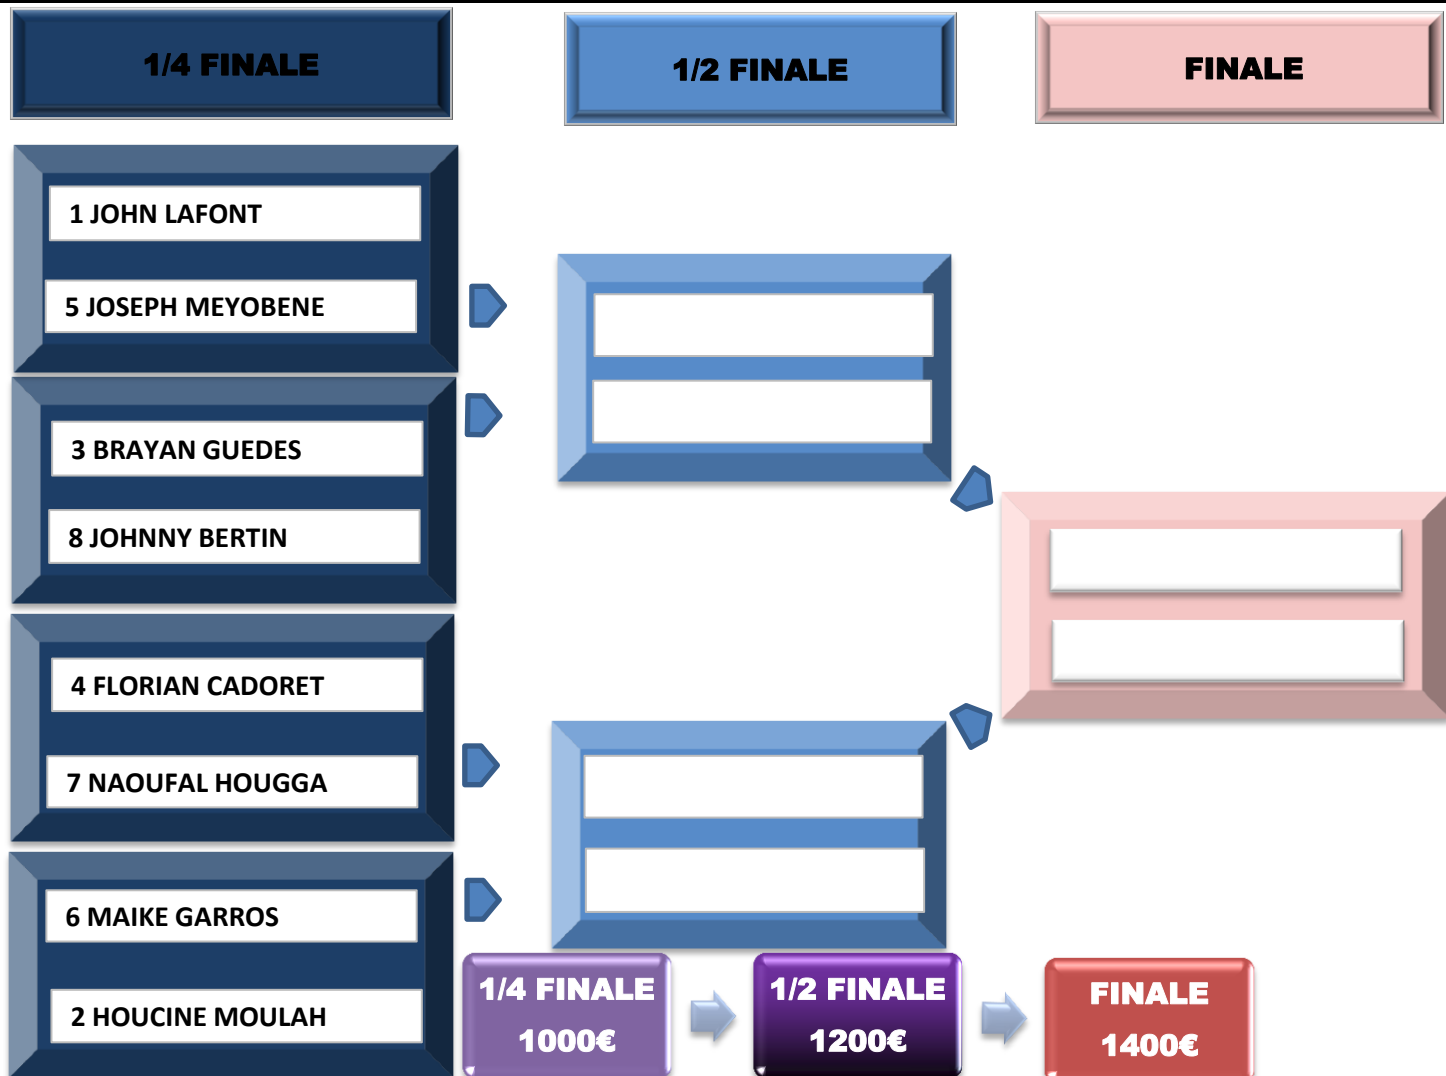 1/4 FINALE
1/2 FINALE
FINALE
1 JOHN LAFONT
5 JOSEPH MEYOBENE
3 BRAYAN GUEDES
8 JOHNNY BERTIN
4 FLORIAN CADORET
7 NAOUFAL HOUGGA
6 MAIKE GARROS
2 HOUCINE MOULAH
1/4 FINALE
1000€
1/2 FINALE
1200€
FINALE
1400€